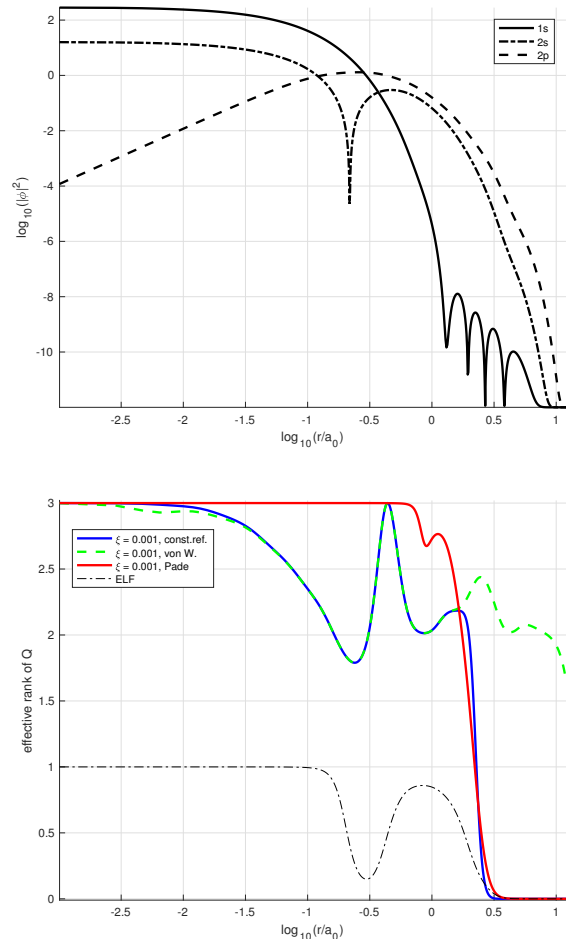 2
0
-2
-4
-6
-8
-10
log10(|ϕ|²)
1s
2s
2p
-2.5 -2 -1.5 -1 -0.5 0 0.5 1
log10(r/a0)
3
2.5
2
1.5
1
0.5
0
effective rank of Q
ξ = 0.001, const.ref.
ξ = 0.001, von W.
ξ = 0.001, Pade
ELF
-2.5 -2 -1.5 -1 -0.5 0 0.5 1
log10(r/a0)